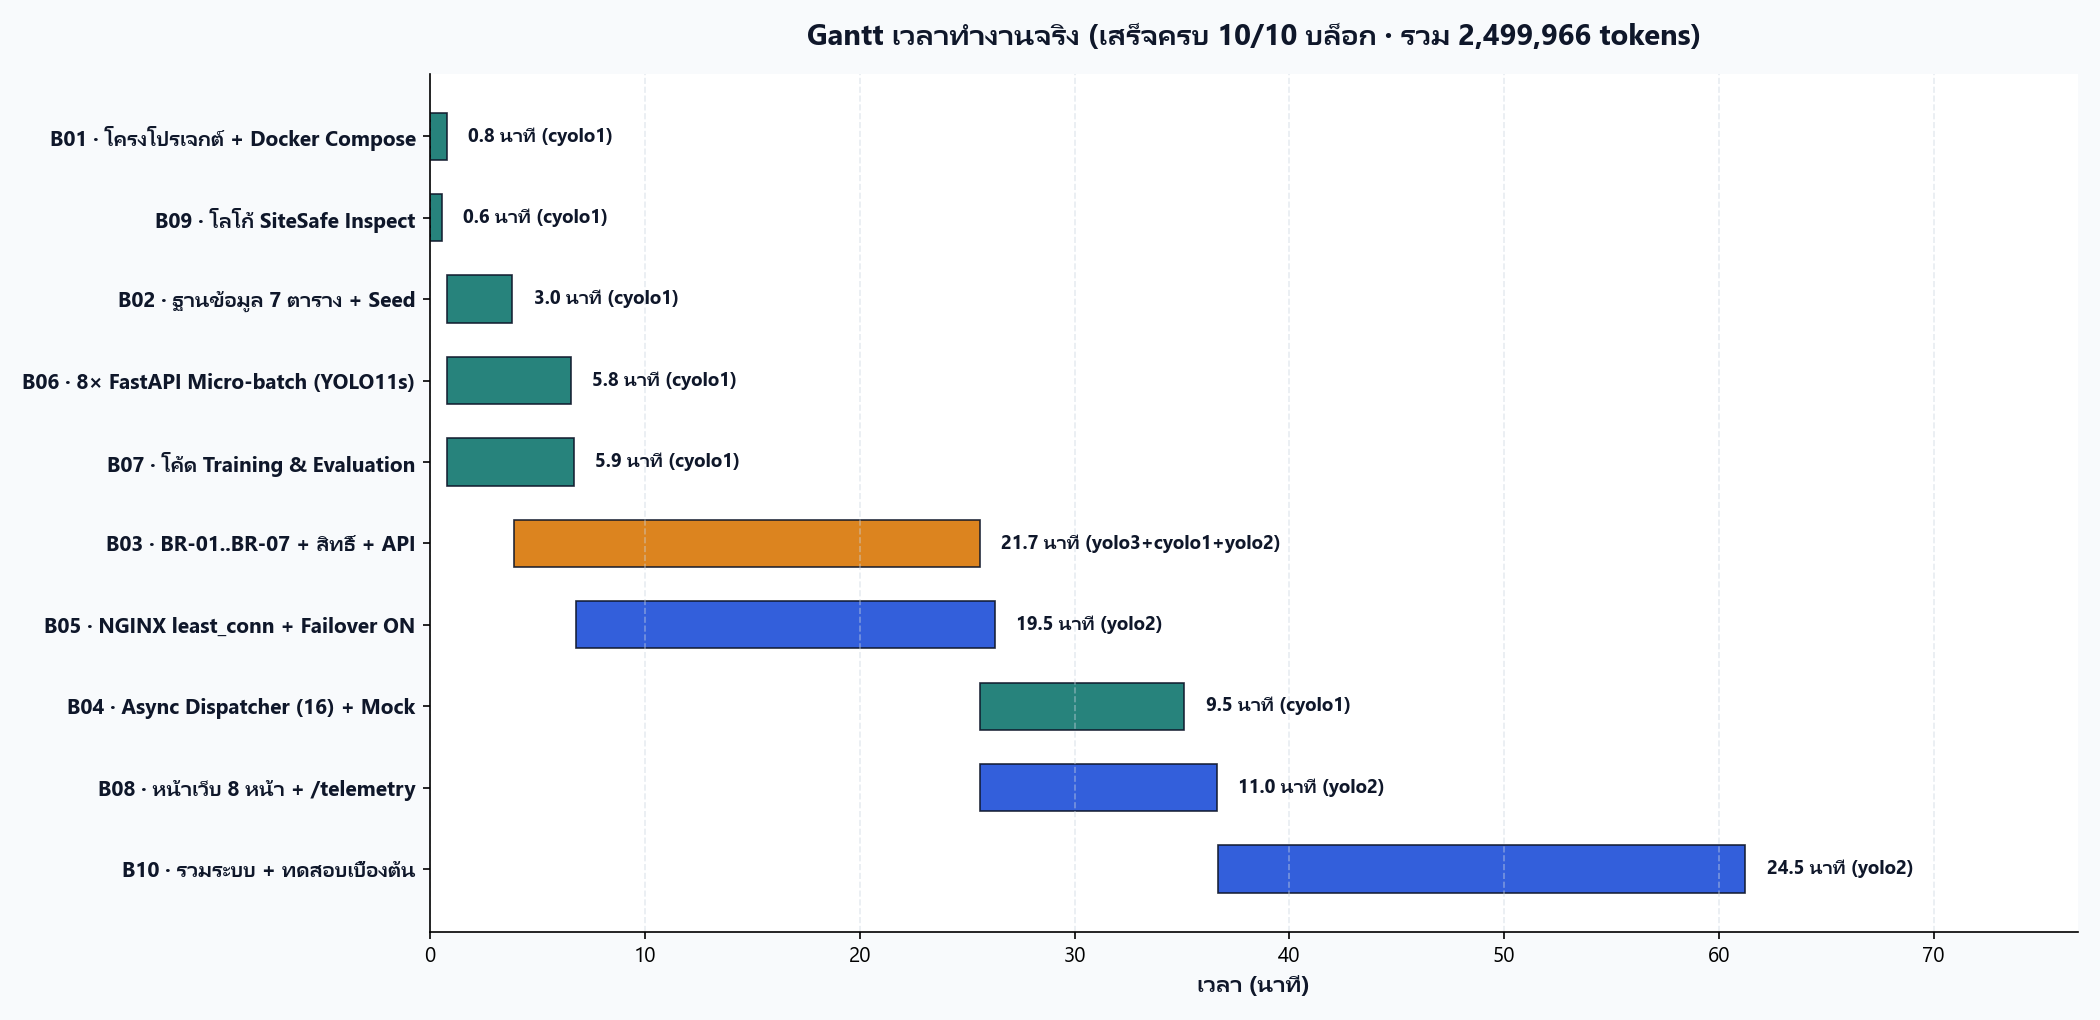 Gantt เวลาทำงานจริง (เสร็จครบ 10/10 บล็อก · รวม 2,499,966 tokens)
B01 · โครงโปรเจกต์ + Docker Compose
0.8 นาที (cyolo1)
B09 · โลโก้ SiteSafe Inspect
0.6 นาที (cyolo1)
B02 · ฐานข้อมูล 7 ตาราง + Seed
3.0 นาที (cyolo1)
B06 · 8× FastAPI Micro-batch (YOLO11s)
5.8 นาที (cyolo1)
B07 · โค้ด Training & Evaluation
5.9 นาที (cyolo1)
B03 · BR-01..BR-07 + สิทธิ์ + API
21.7 นาที (yolo3+cyolo1+yolo2)
B05 · NGINX least_conn + Failover ON
19.5 นาที (yolo2)
B04 · Async Dispatcher (16) + Mock
9.5 นาที (cyolo1)
B08 · หน้าเว็บ 8 หน้า + /telemetry
11.0 นาที (yolo2)
B10 · รวมระบบ + ทดสอบเบื้องต้น
24.5 นาที (yolo2)
0 10 20 30 40 50 60 70
เวลา (นาที)